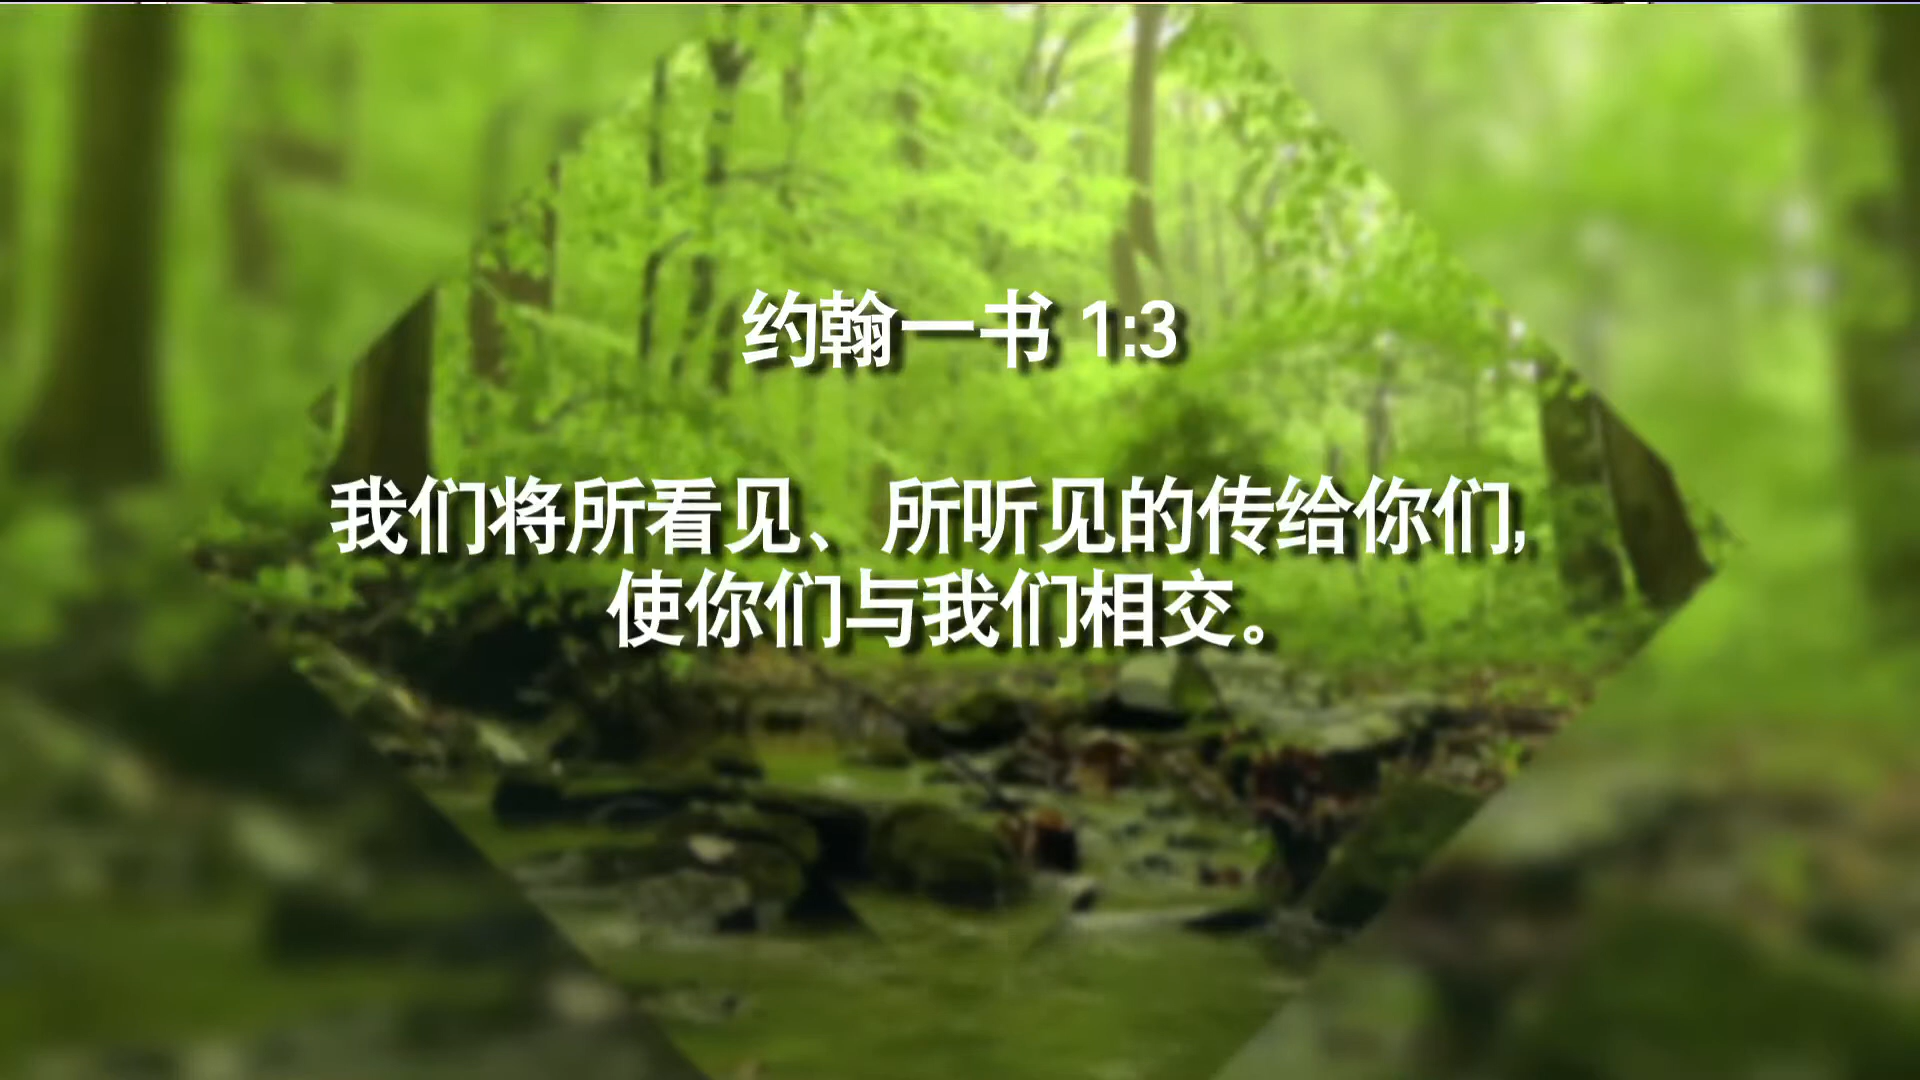 约翰一书 1:3
我们将所看见、所听见的传给你们,
使你们与我们相交。